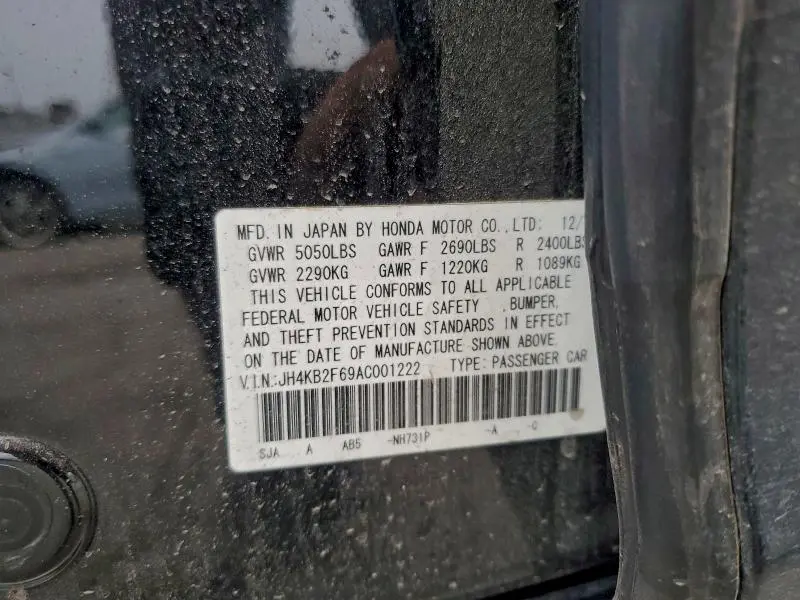 MFD. IN JAPAN BY HONDA MOTOR CO., LTD: 12/
GVWR 5050LBS GAWR F 2690LBS R 2400LBS
GVWR 2290KG GAWR F 1220KG R 1089KG
THIS VEHICLE CONFORMS TO ALL APPLICABLE
FEDERAL MOTOR VEHICLE SAFETY , BUMPER,
AND THEFT PREVENTION STANDARDS IN EFFECT
ON THE DATE OF MANUFACTURE SHOWN ABOVE.
V.I.N.:JH4KB2F69AC001222 TYPE: PASSENGER CAR
SJA A AB5 -NH731P -A -C